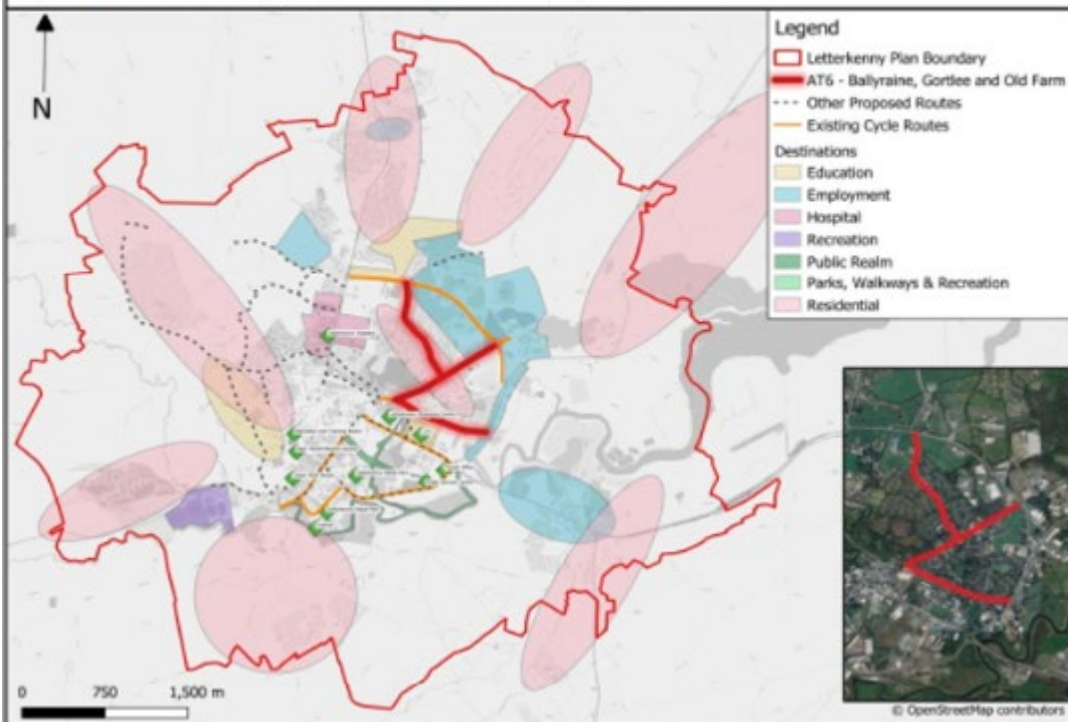 N
Legend
Letterkenny Plan Boundary
AT6 - Ballyraine, Gortlee and Old Farm
Other Proposed Routes
Existing Cycle Routes
Destinations
Education
Employment
Hospital
Recreation
Public Realm
Parks, Walkways & Recreation
Residential
0 750 1,500 m
© OpenStreetMap contributors